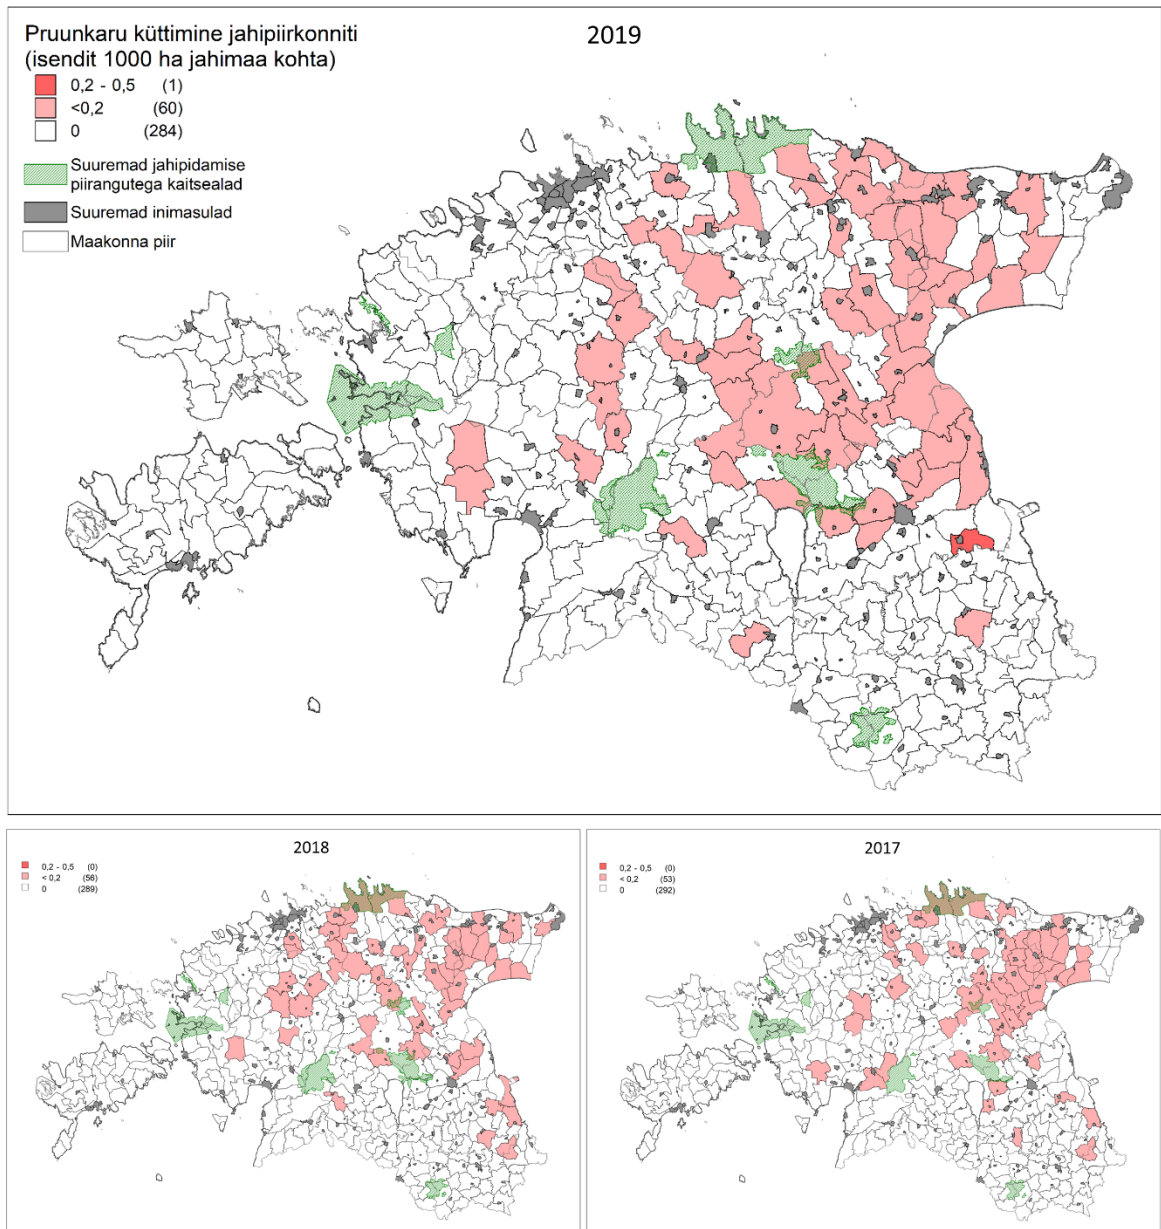 Pruunkaru küttimine jahipiirkonniti
(isendit 1000 ha jahimaa kohta)
2019
0,2 - 0,5 (1)
<0,2 (60)
0 (284)
Suuremad jahipidamise
piirangutega kaitsealad
Suuremad inimasulad
Maakonna piir
2018
0,2 - 0,5 (0)
< 0,2 (56)
0 (289)
2017
0,2 - 0,5 (0)
< 0,2 (53)
0 (292)